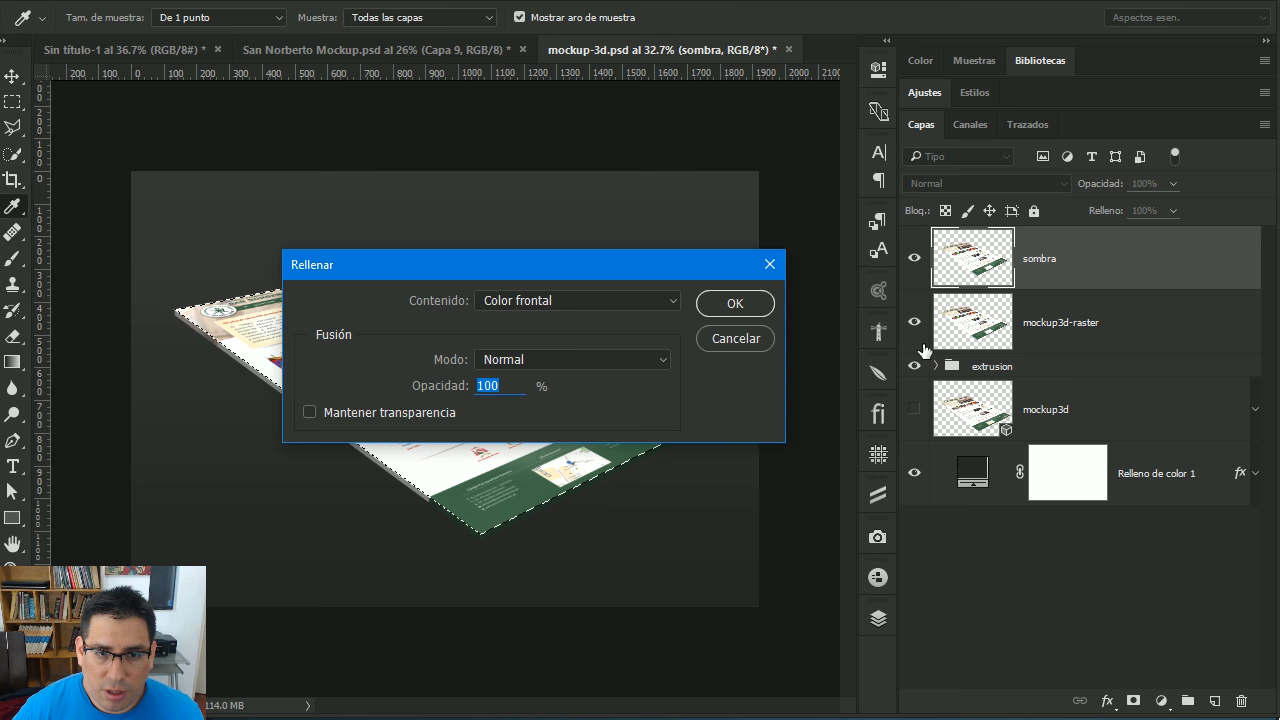 Tam. de muestra: De 1 punto Muestra: Todas las capas Mostrar aro de muestra Aspectos esen.
Sin título-1 al 36.7% (RGB/8#) * × San Norberto Mockup.psd al 26% (Capa 9, RGB/8) * × mockup-3d.psd al 32.7% (sombra, RGB/8*) * ×
200 100 0 100 200 300 400 500 600 700 800 900 1000 1100 1200 1300 1400 1500 1600 1700 1800 1900 2000 2100
Color Muestras Bibliotecas
Ajustes Estilos
Capas Canales Trazados
Tipo
Normal Opacidad: 100%
Bloq.: Relleno: 100%
sombra
mockup3d-raster
extrusion
mockup3d
Relleno de color 1 fx
Rellenar
Contenido: Color frontal OK
Fusión
Cancelar
Modo: Normal
Opacidad: 100 %
Mantener transparencia
114.0 MB